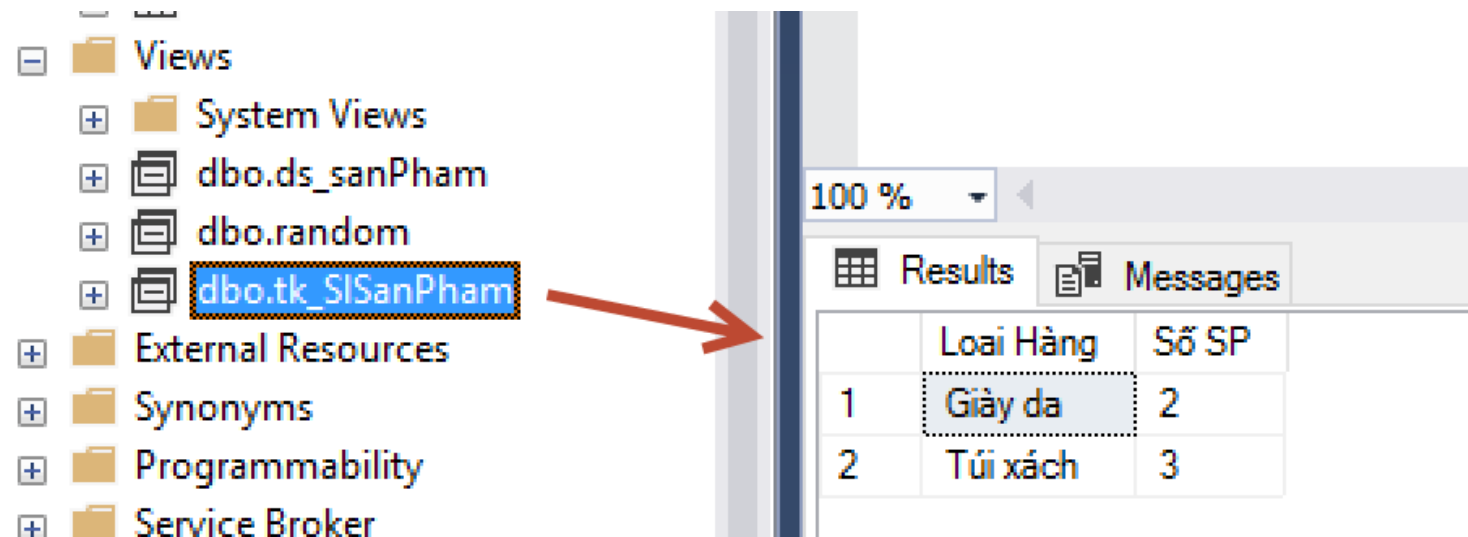 Views
System Views
dbo.ds_sanPham
dbo.random
dbo.tk_SlSanPham
External Resources
Synonyms
Programmability
Service Broker
100 %
Results Messages
Loai Hàng Số SP
1 Giày da 2
2 Túi xách 3